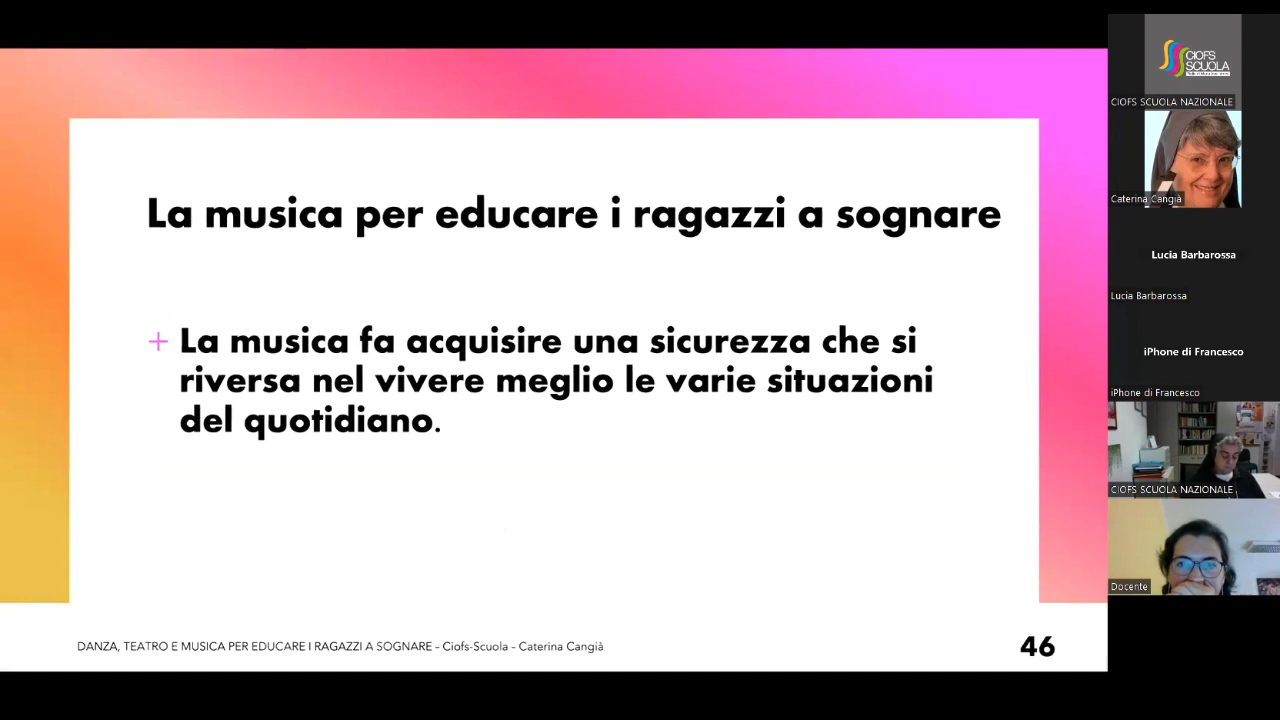 La musica per educare i ragazzi a sognare
+ La musica fa acquisire una sicurezza che si
riversa nel vivere meglio le varie situazioni
del quotidiano.
DANZA, TEATRO E MUSICA PER EDUCARE I RAGAZZI A SOGNARE – Ciofs-Scuola – Caterina Cangià
46
CIOFS
SCUOLA
CIOFS SCUOLA NAZIONALE
Caterina Cangià
Lucia Barbarossa
Lucia Barbarossa
iPhone di Francesco
iPhone di Francesco
CIOFS SCUOLA NAZIONALE
Docente